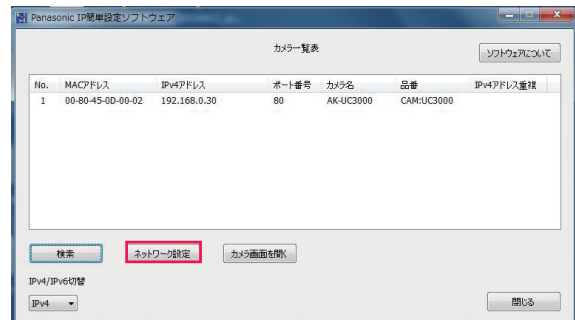 Panasonic IP簡単設定ソフトウェア
カメラ一覧表
ソフトウェアについて
No. MACアドレス IPv4アドレス ポート番号 カメラ名 品番 IPv4アドレス重複
1 00-80-45-0D-00-02 192.168.0.30 80 AK-UC3000 CAM:UC3000
検索 ネットワーク設定 カメラ画面を開く
IPv4/IPv6切替
IPv4 閉じる